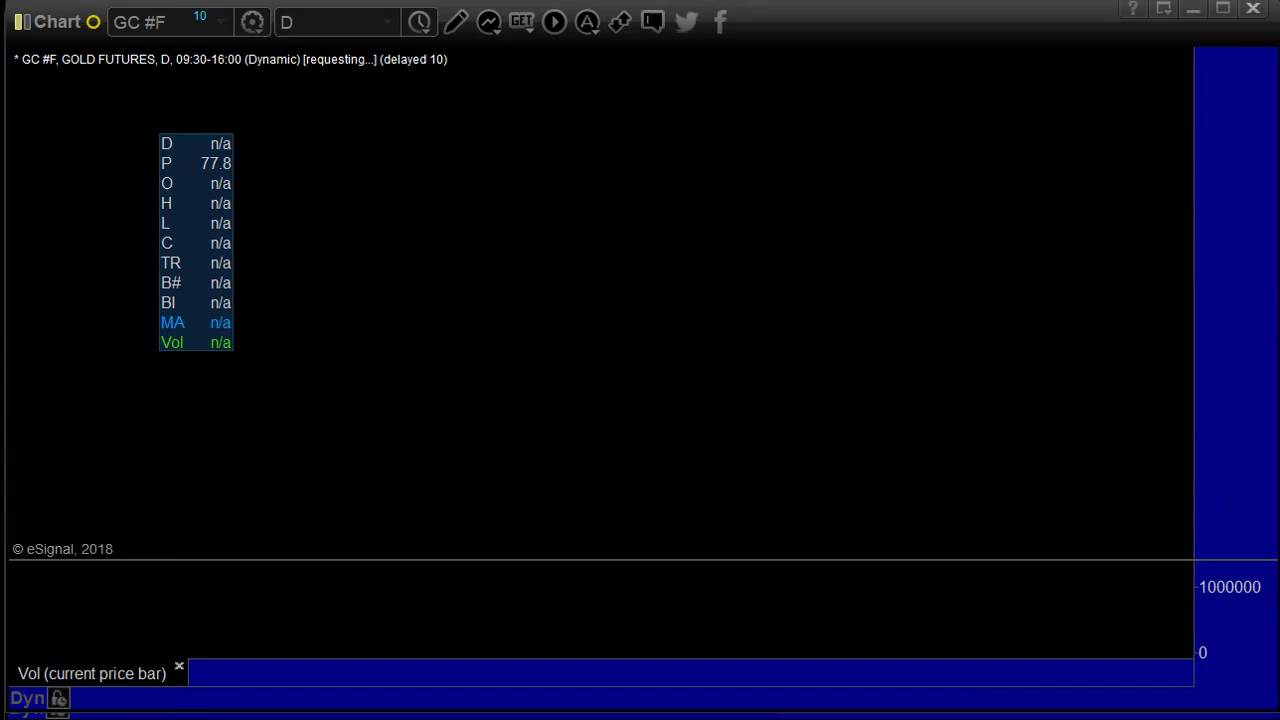 Chart GC #F 10 D GET A
* GC #F, GOLD FUTURES, D, 09:30-16:00 (Dynamic) [requesting...] (delayed 10)
D n/a
P 77.8
O n/a
H n/a
L n/a
C n/a
TR n/a
B# n/a
BI n/a
MA n/a
Vol n/a
© eSignal, 2018
1000000
0
Vol (current price bar)
Dyn